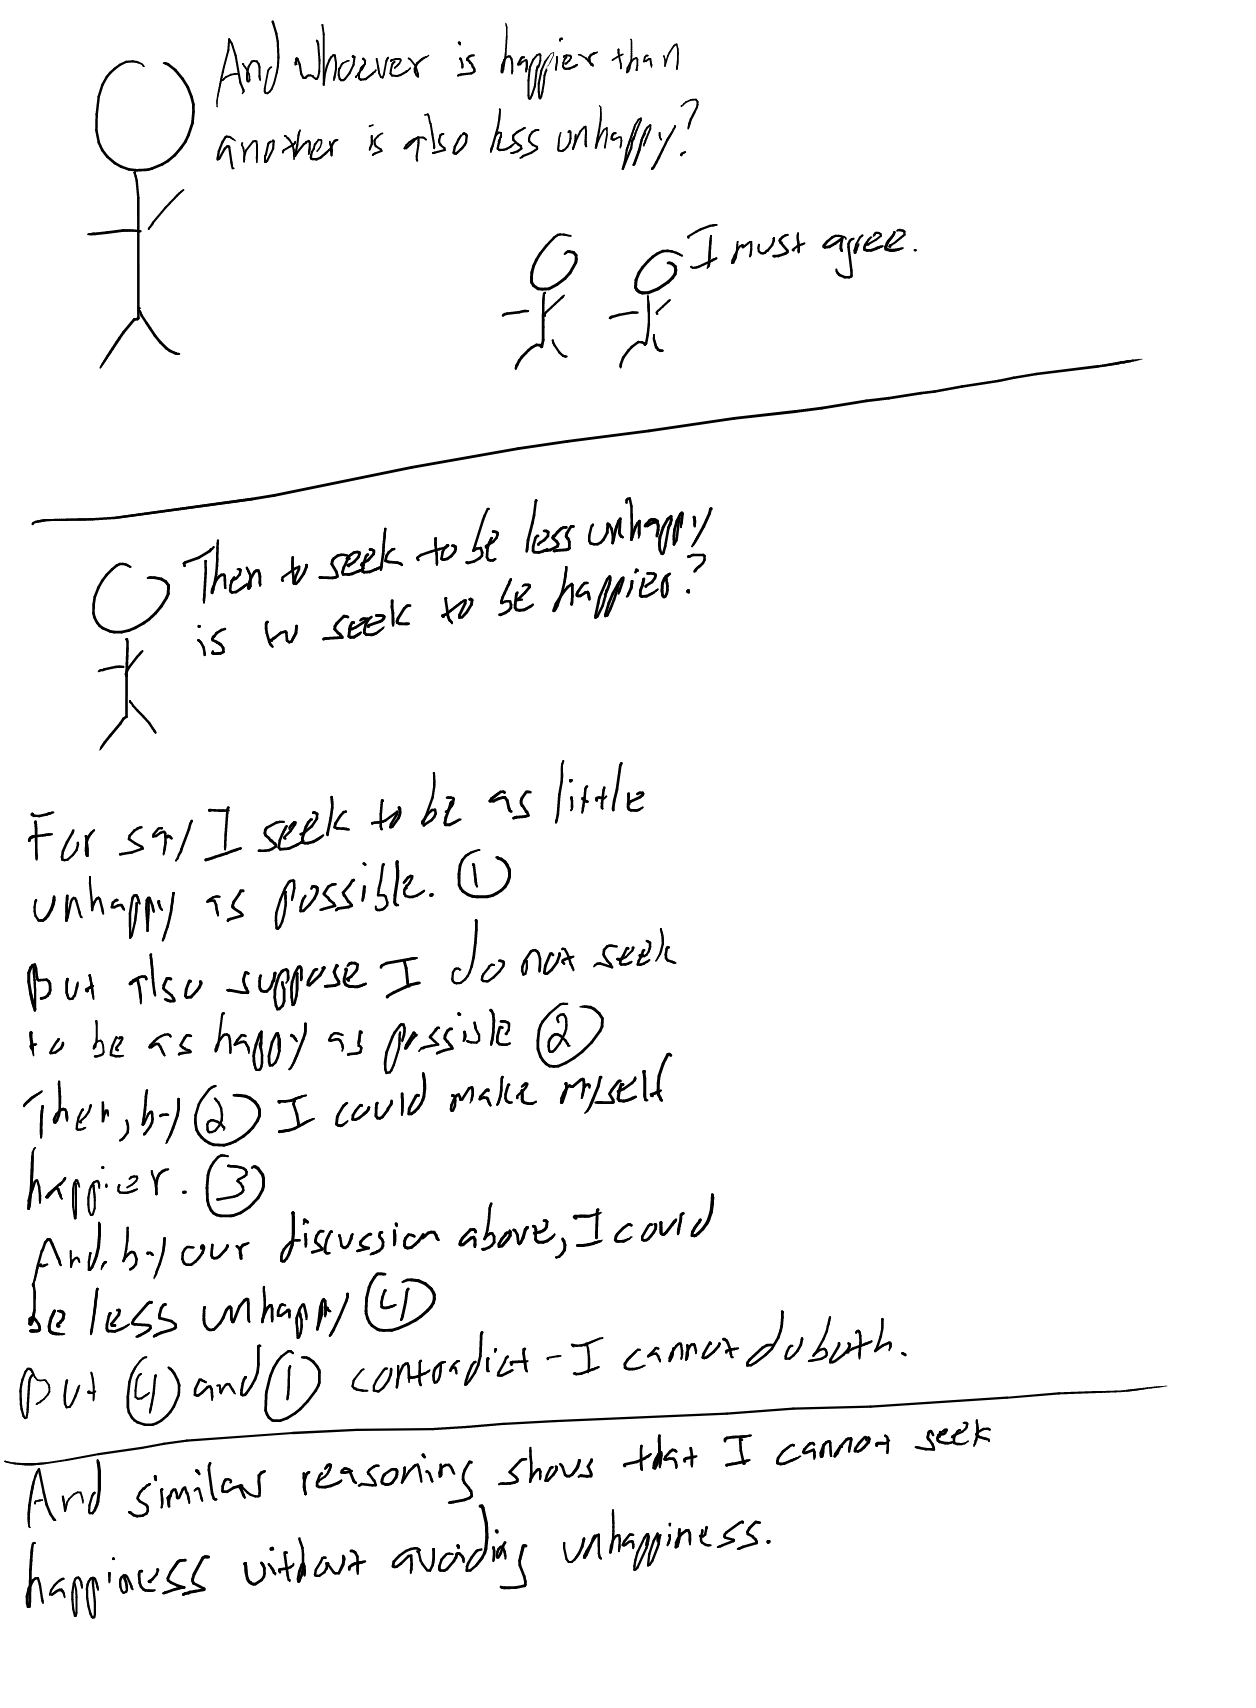 And whoever is happier than
another is also less unhappy?
I must agree.
Then to seek to be less unhappy
is to seek to be happier?
For say I seek to be as little
unhappy as possible. ①
But also suppose I do not seek
to be as happy as possible ②
Then, by ② I could make myself
happier. ③
And, by our discussion above, I could
be less unhappy ④
But ④ and ① contradict - I cannot do both.
And similar reasoning shows that I cannot seek
happiness without avoiding unhappiness.